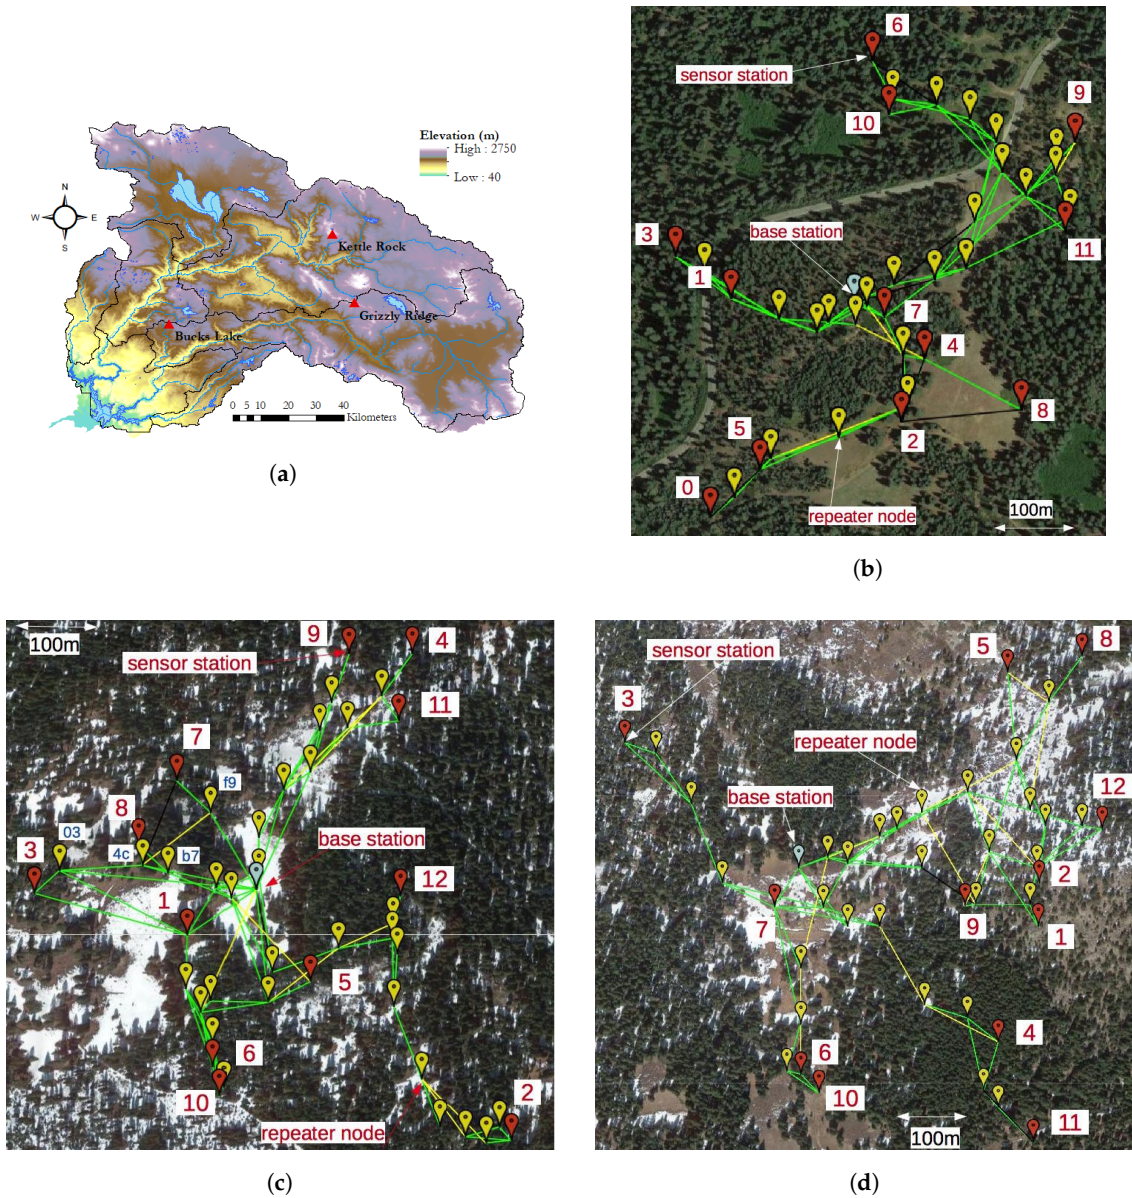 Elevation (m)
High : 2750
Low : 40
N
W
E
S
Kettle Rock
Grizzly Ridge
Bucks Lake
0 5 10 20 30 40
Kilometers
(a)
6
sensor station
9
10
3
base station
11
1
7
4
8
5
2
0
repeater node
100m
(b)
100m
9
4
sensor station
11
7
f9
8
base station
03
3
4c
b7
12
1
5
6
10
2
repeater node
(c)
5
8
sensor station
3
repeater node
12
base station
2
7
9
1
4
6
10
100m
11
(d)